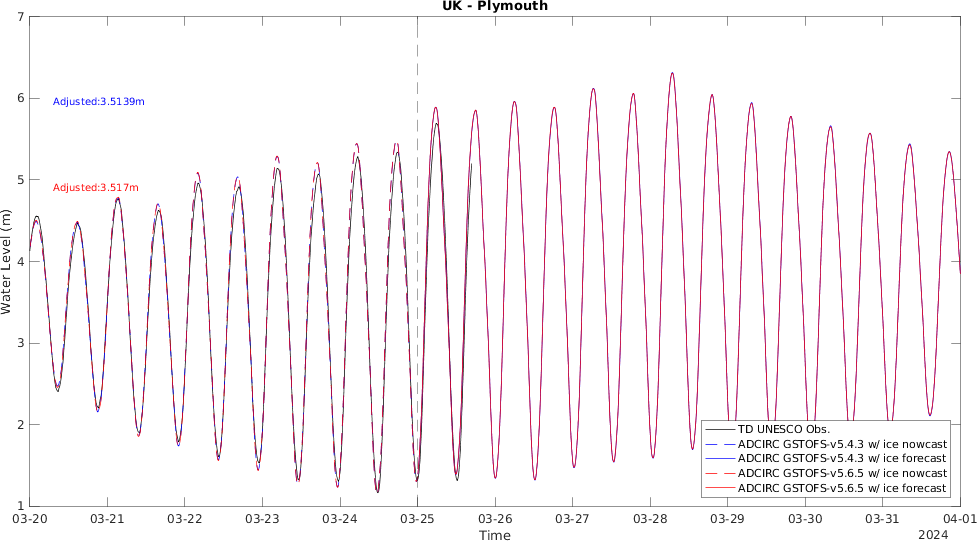 UK - Plymouth
7
6
5
4
3
2
1
Water Level (m)
Adjusted:3.5139m
Adjusted:3.517m
TD UNESCO Obs.
ADCIRC GSTOFS-v5.4.3 w/ ice nowcast
ADCIRC GSTOFS-v5.4.3 w/ ice forecast
ADCIRC GSTOFS-v5.6.5 w/ ice nowcast
ADCIRC GSTOFS-v5.6.5 w/ ice forecast
03-20 03-21 03-22 03-23 03-24 03-25 03-26 03-27 03-28 03-29 03-30 03-31 04-01
Time
2024